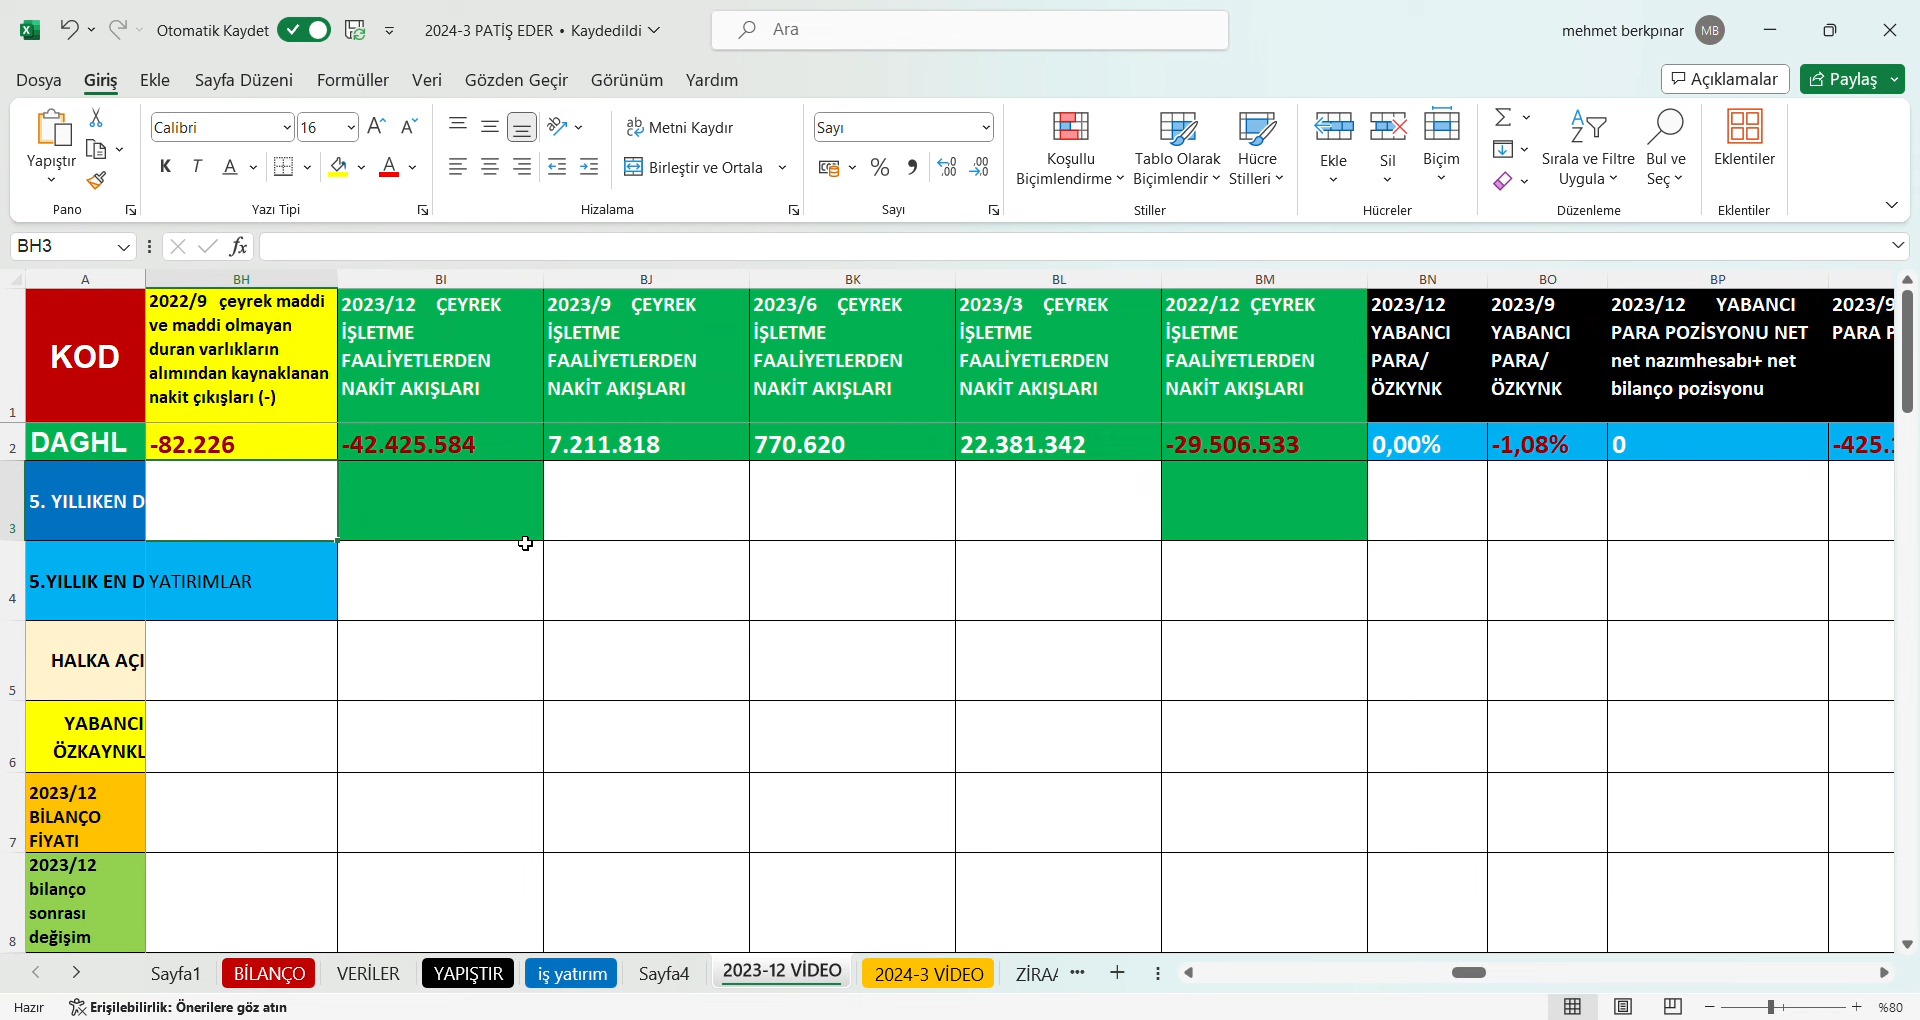 Otomatik Kaydet
2024-3 PATİŞ EDER • Kaydedildi
Ara
mehmet berkpınar
MB
Dosya Giriş Ekle Sayfa Düzeni Formüller Veri Gözden Geçir Görünüm Yardım
Açıklamalar
Paylaş
Yapıştır
Pano
Calibri
16
K T A
Yazı Tipi
Metni Kaydır
Birleştir ve Ortala
Hizalama
Sayı
Sayı
Koşullu
Biçimlendirme
Tablo Olarak
Biçimlendir
Hücre
Stilleri
Stiller
Ekle
Sil
Biçim
Hücreler
Sırala ve Filtre
Uygula
Bul ve
Seç
Düzenleme
Eklentiler
Eklentiler
BH3
fx
A BH BI BJ BK BL BM BN BO BP
1
KOD
2022/9 çeyrek maddi
ve maddi olmayan
duran varlıkların
alımından kaynaklanan
nakit çıkışları (-)
2023/12 ÇEYREK
İŞLETME
FAALİYETLERDEN
NAKİT AKIŞLARI
2023/9 ÇEYREK
İŞLETME
FAALİYETLERDEN
NAKİT AKIŞLARI
2023/6 ÇEYREK
İŞLETME
FAALİYETLERDEN
NAKİT AKIŞLARI
2023/3 ÇEYREK
İŞLETME
FAALİYETLERDEN
NAKİT AKIŞLARI
2022/12 ÇEYREK
İŞLETME
FAALİYETLERDEN
NAKİT AKIŞLARI
2023/12
YABANCI
PARA/
ÖZKYNK
2023/9
YABANCI
PARA/
ÖZKYNK
2023/12 YABANCI
PARA POZİSYONU NET
net nazımhesabı+ net
bilanço pozisyonu
2023/9
PARA P
2 DAGHL -82.226 -42.425.584 7.211.818 770.620 22.381.342 -29.506.533 0,00% -1,08% 0 -425.
3 5. YILLIKEN D
4 5.YILLIK EN D YATIRIMLAR
5 HALKA AÇI
6
YABANCI
ÖZKAYNKL
7
2023/12
BİLANÇO
FİYATI
8
2023/12
bilanço
sonrası
değişim
Sayfa1 BİLANÇO VERİLER YAPIŞTIR iş yatırım Sayfa4 2023-12 VİDEO 2024-3 VİDEO ZİRAA
Hazır
Erişilebilirlik: Önerilere göz atın
%80